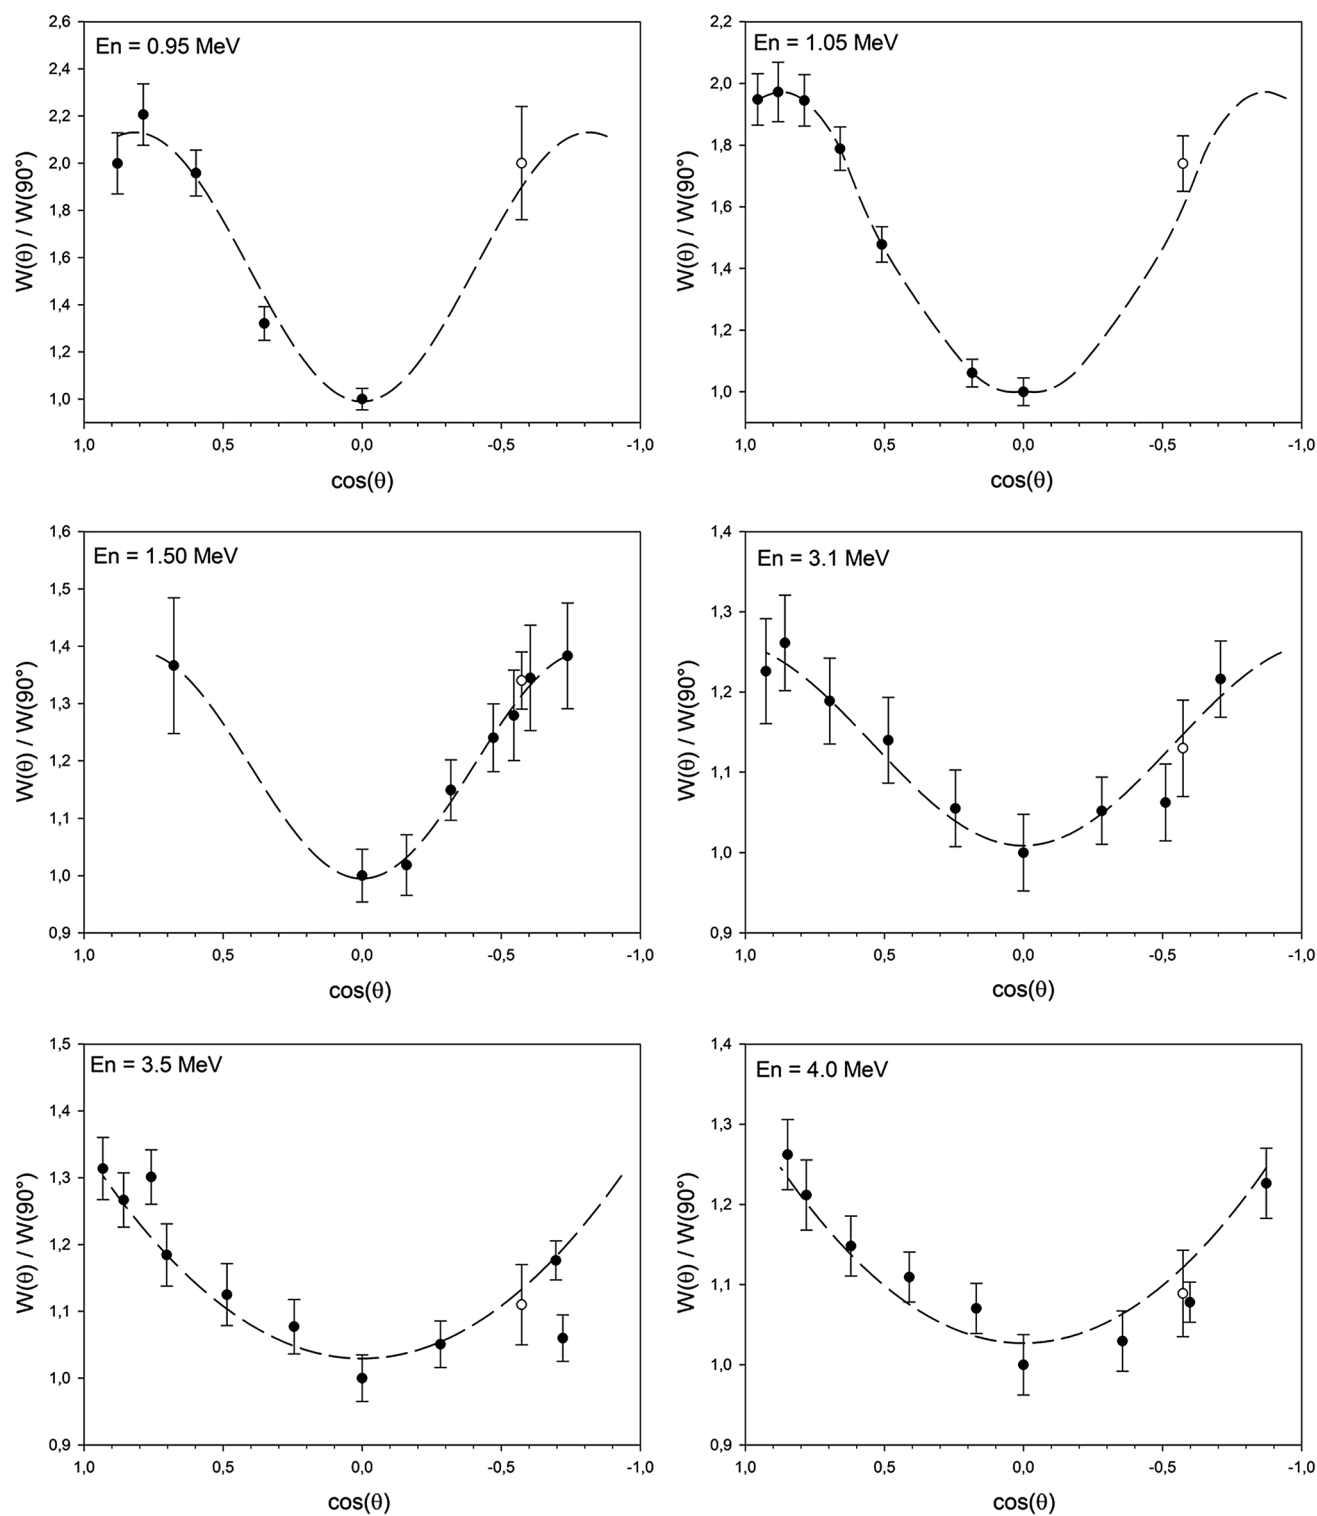 En = 0.95 MeV
W(θ) / W(90°)
2,6
2,4
2,2
2,0
1,8
1,6
1,4
1,2
1,0
1,0 0,5 0,0 -0,5 -1,0
cos(θ)
En = 1.05 MeV
W(θ) / W(90°)
2,2
2,0
1,8
1,6
1,4
1,2
1,0
1,0 0,5 0,0 -0,5 -1,0
cos(θ)
En = 1.50 MeV
W(θ) / W(90°)
1,6
1,5
1,4
1,3
1,2
1,1
1,0
0,9
1,0 0,5 0,0 -0,5 -1,0
cos(θ)
En = 3.1 MeV
W(θ) / W(90°)
1,4
1,3
1,2
1,1
1,0
0,9
1,0 0,5 0,0 -0,5 -1,0
cos(θ)
En = 3.5 MeV
W(θ) / W(90°)
1,5
1,4
1,3
1,2
1,1
1,0
0,9
1,0 0,5 0,0 -0,5 -1,0
cos(θ)
En = 4.0 MeV
W(θ) / W(90°)
1,4
1,3
1,2
1,1
1,0
0,9
1,0 0,5 0,0 -0,5 -1,0
cos(θ)